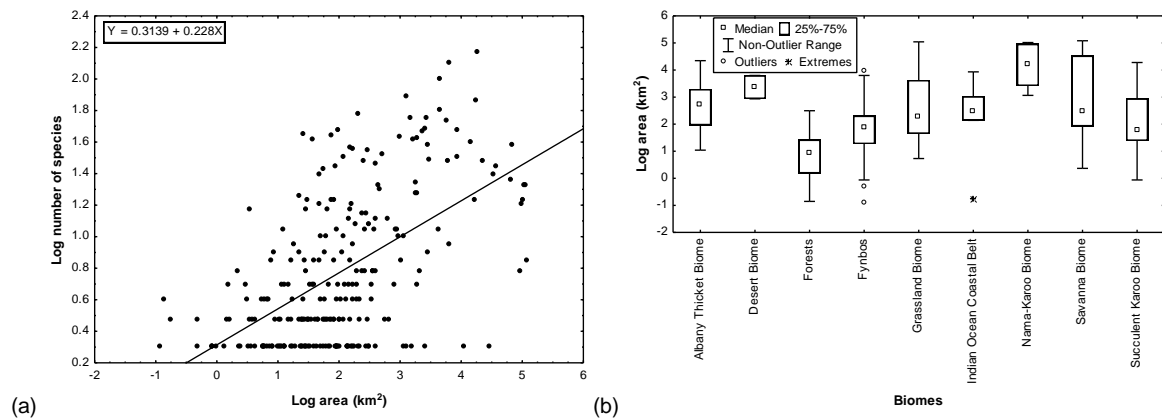 Y = 0.3139 + 0.228X
2.4
2.2
2.0
1.8
1.6
1.4
1.2
1.0
0.8
0.6
0.4
0.2
Log number of species
-2 -1 0 1 2 3 4 5 6
Log area (km²)
(a)
Median 25%-75%
Non-Outlier Range
Outliers Extremes
6
5
4
3
2
1
0
-1
-2
Log area (km²)
Albany Thicket Biome
Desert Biome
Forests
Fynbos
Grassland Biome
Indian Ocean Coastal Belt
Nama-Karoo Biome
Savanna Biome
Succulent Karoo Biome
Biomes
(b)